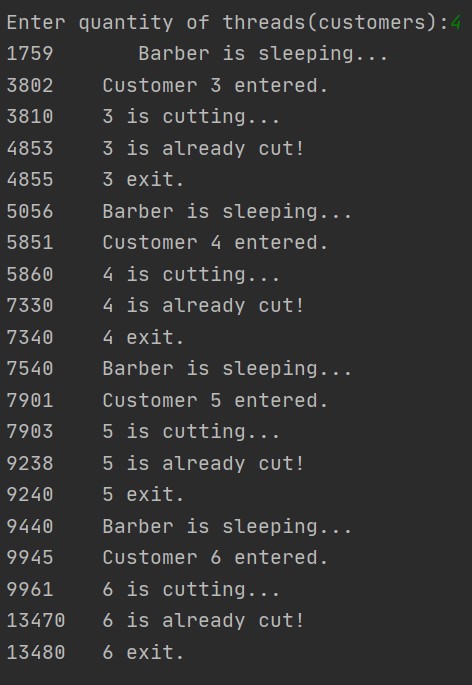 Enter quantity of threads(customers):4
1759       Barber is sleeping...
3802    Customer 3 entered.
3810    3 is cutting...
4853    3 is already cut!
4855    3 exit.
5056    Barber is sleeping...
5851    Customer 4 entered.
5860    4 is cutting...
7330    4 is already cut!
7340    4 exit.
7540    Barber is sleeping...
7901    Customer 5 entered.
7903    5 is cutting...
9238    5 is already cut!
9240    5 exit.
9440    Barber is sleeping...
9945    Customer 6 entered.
9961    6 is cutting...
13470   6 is already cut!
13480   6 exit.